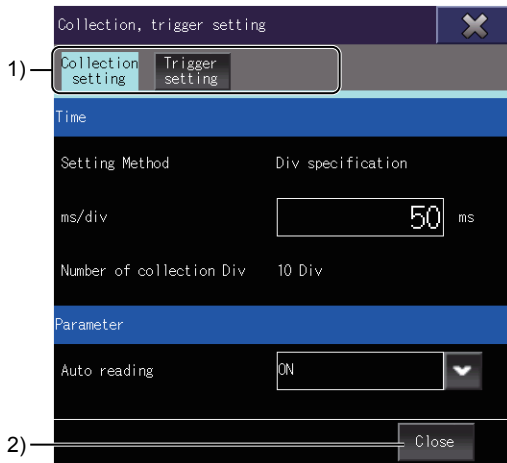 Collection, trigger setting
1)
Collection Trigger
setting setting
Time
Setting Method Div specification
ms/div 50 ms
Number of collection Div 10 Div
Parameter
Auto reading ON
2)
Close